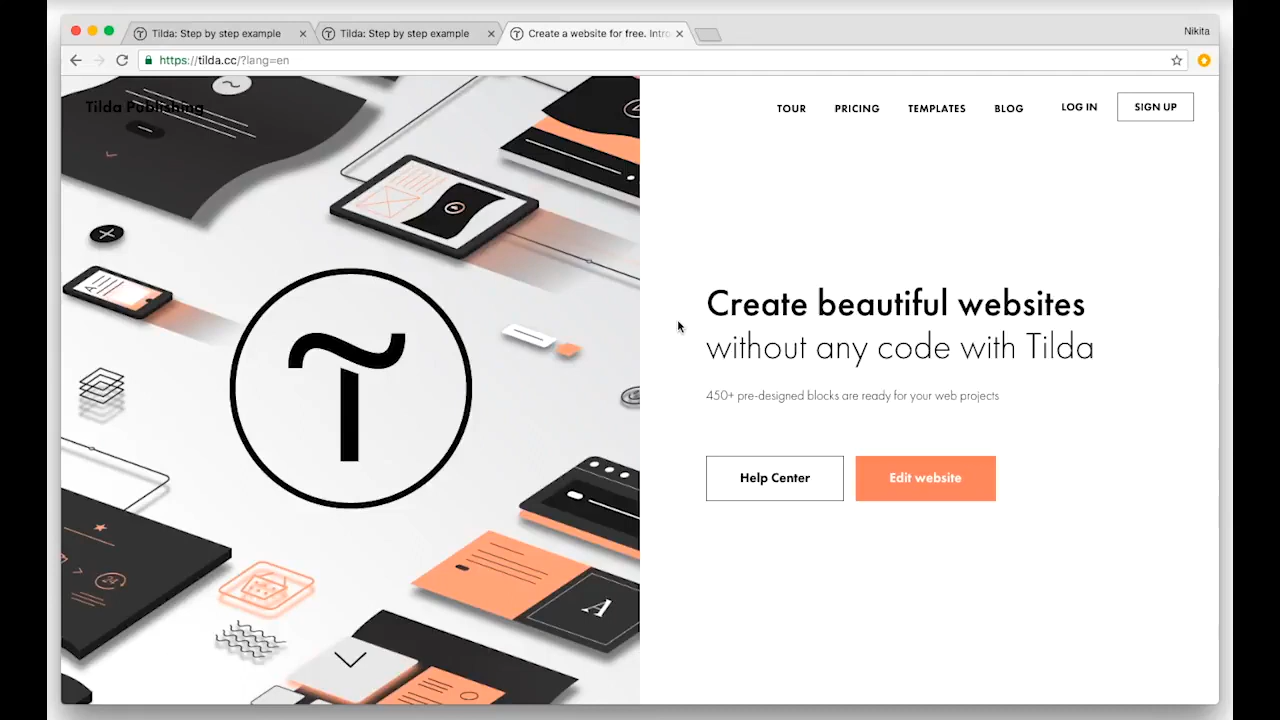 Tilda: Step by step example
Tilda: Step by step example
Create a website for free. Intro
Nikita
https://tilda.cc/?lang=en
Tilda Publishing
TOUR
PRICING
TEMPLATES
BLOG
LOG IN
SIGN UP
Create beautiful websites
without any code with Tilda
450+ pre-designed blocks are ready for your web projects
Help Center
Edit website
24
A
A